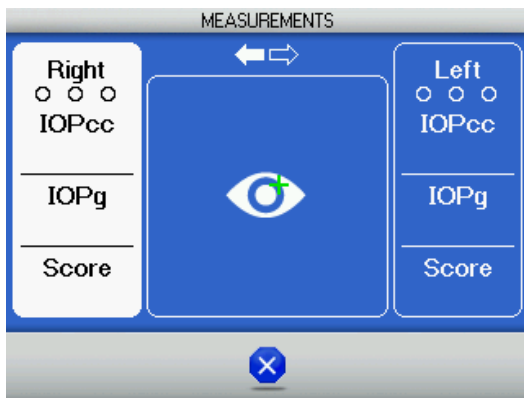 MEASUREMENTS
Right
IOPcc
IOPg
Score
Left
IOPcc
IOPg
Score